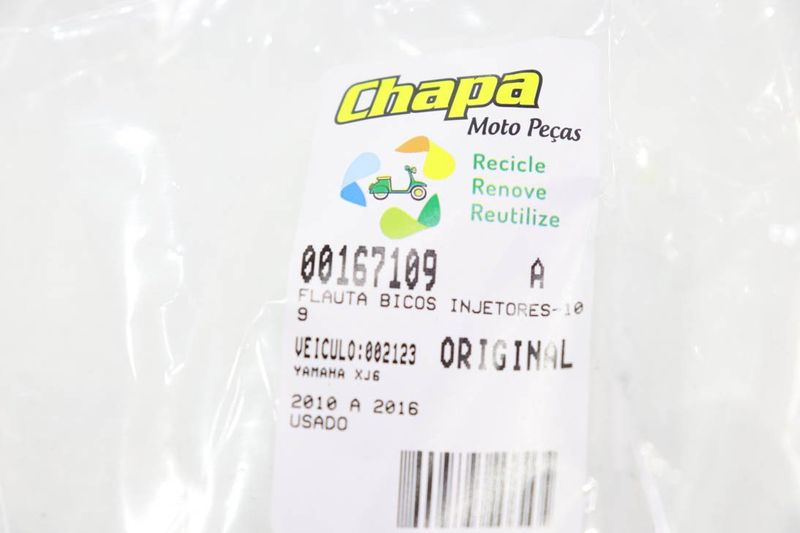 Chapa
Moto Peças
Recicle
Renove
Reutilize
00167109 A
FLAUTA BICOS INJETORES-10
9
VEICULO:002123 ORIGINAL
YAMAHA XJ6
2010 A 2016
USADO